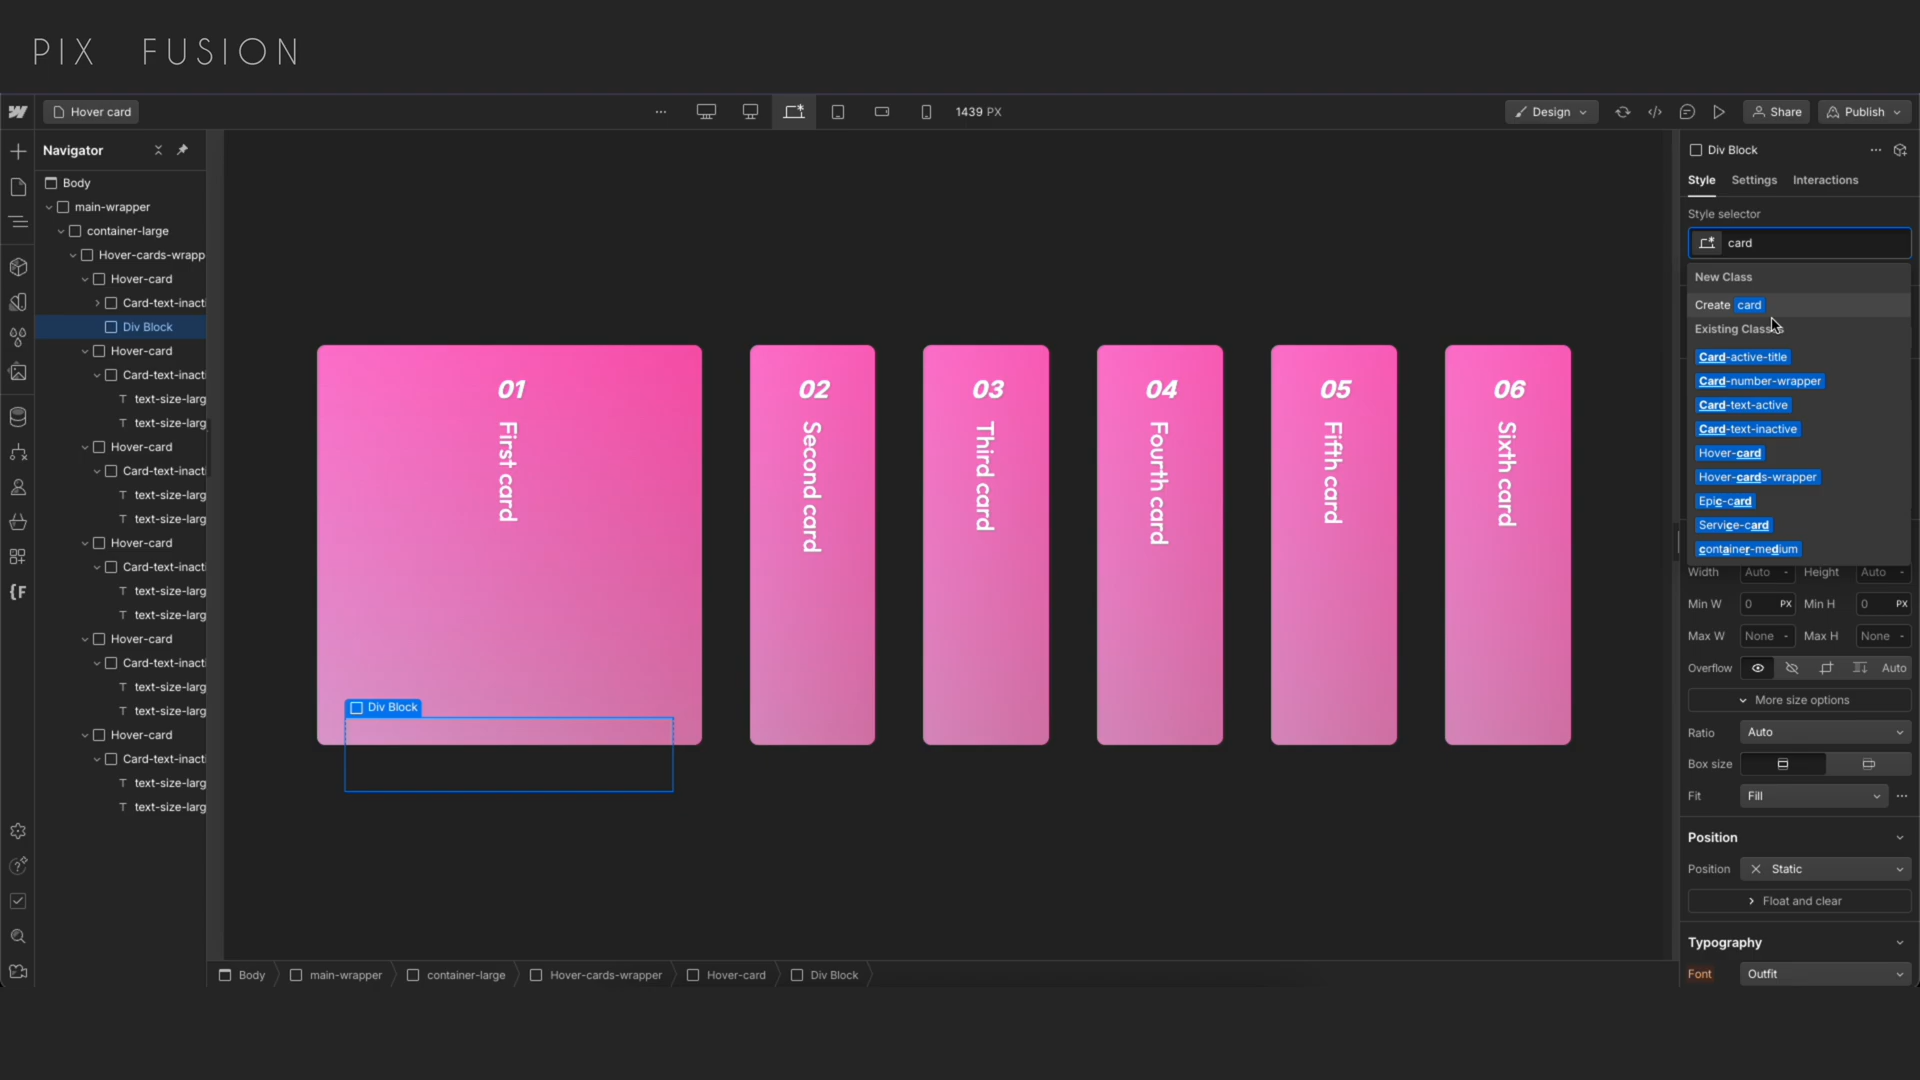 PIX FUSION
Hover card
1439 PX
Design
Share
Publish
Navigator
Body
main-wrapper
container-large
Hover-cards-wrapp
Hover-card
Card-text-inacti
Div Block
Hover-card
Card-text-inacti
text-size-larg
text-size-larg
Hover-card
Card-text-inacti
text-size-larg
text-size-larg
Hover-card
Card-text-inacti
text-size-larg
text-size-larg
Hover-card
Card-text-inacti
text-size-larg
text-size-larg
Hover-card
Card-text-inacti
text-size-larg
text-size-larg
01
First card
02
Second card
03
Third card
04
Fourth card
05
Fifth card
06
Sixth card
Div Block
Div Block
Style Settings Interactions
Style selector
card
New Class
Create card
Existing Classes
Card-active-title
Card-number-wrapper
Card-text-active
Card-text-inactive
Hover-card
Hover-cards-wrapper
Epic-card
Service-card
container-medium
Width Auto - Height Auto -
Min W 0 PX Min H 0 PX
Max W None - Max H None -
Overflow Auto
More size options
Ratio Auto
Box size
Fit Fill
Position
Position Static
Float and clear
Typography
Font Outfit
Body main-wrapper container-large Hover-cards-wrapper Hover-card Div Block